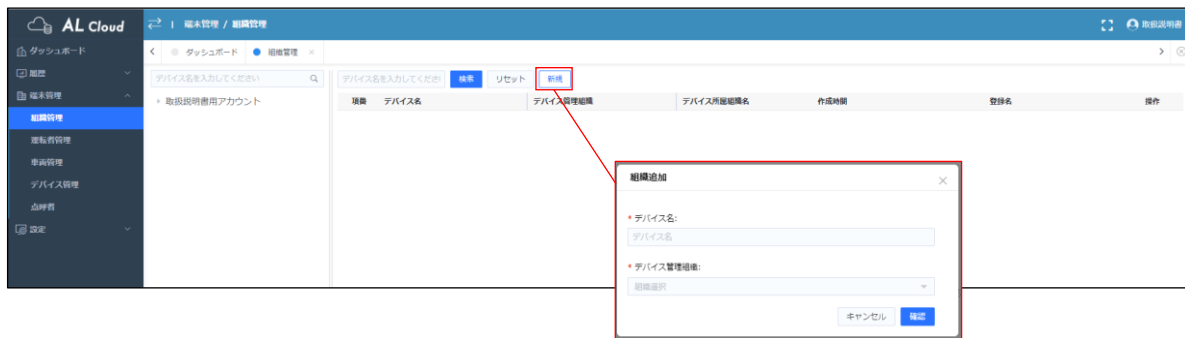 AL Cloud
端末管理 / 組織管理
取扱説明書
ダッシュボード
ダッシュボード
組織管理
履歴
端末管理
組織管理
運転者管理
車両管理
デバイス管理
点呼者
設定
デバイス名を入力してください
取扱説明書用アカウント
デバイス名を入力してくださ
検索
リセット
新規
項番 デバイス名 デバイス管理組織 デバイス所属組織名 作成時間 登録名 操作
組織追加
* デバイス名:
デバイス名
* デバイス管理組織:
組織選択
キャンセル
確認